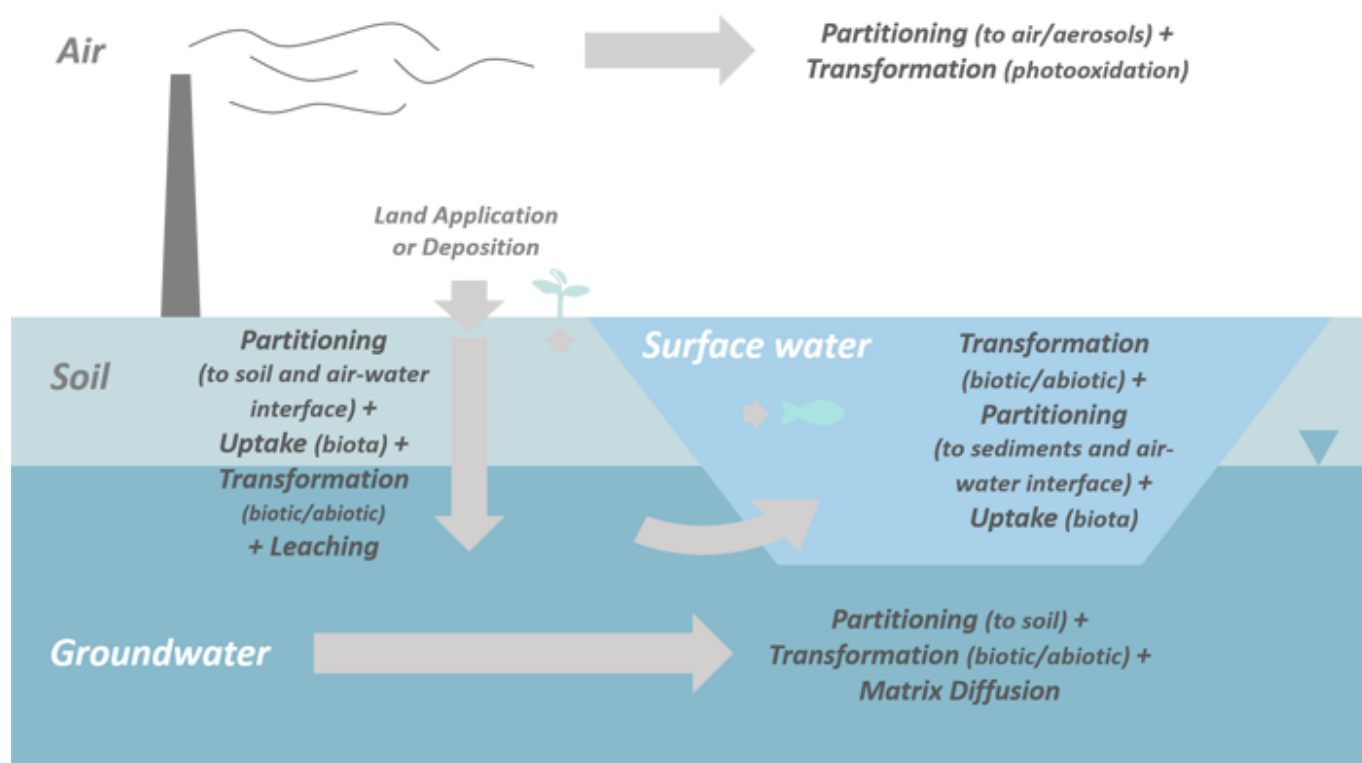 Air
Partitioning (to air/aerosols) +
Transformation (photooxidation)
Land Application
or Deposition
Soil
Partitioning
(to soil and air-water
interface) +
Uptake (biota) +
Transformation
(biotic/abiotic)
+ Leaching
Surface water
Transformation
(biotic/abiotic) +
Partitioning
(to sediments and air-
water interface) +
Uptake (biota)
Groundwater
Partitioning (to soil) +
Transformation (biotic/abiotic) +
Matrix Diffusion